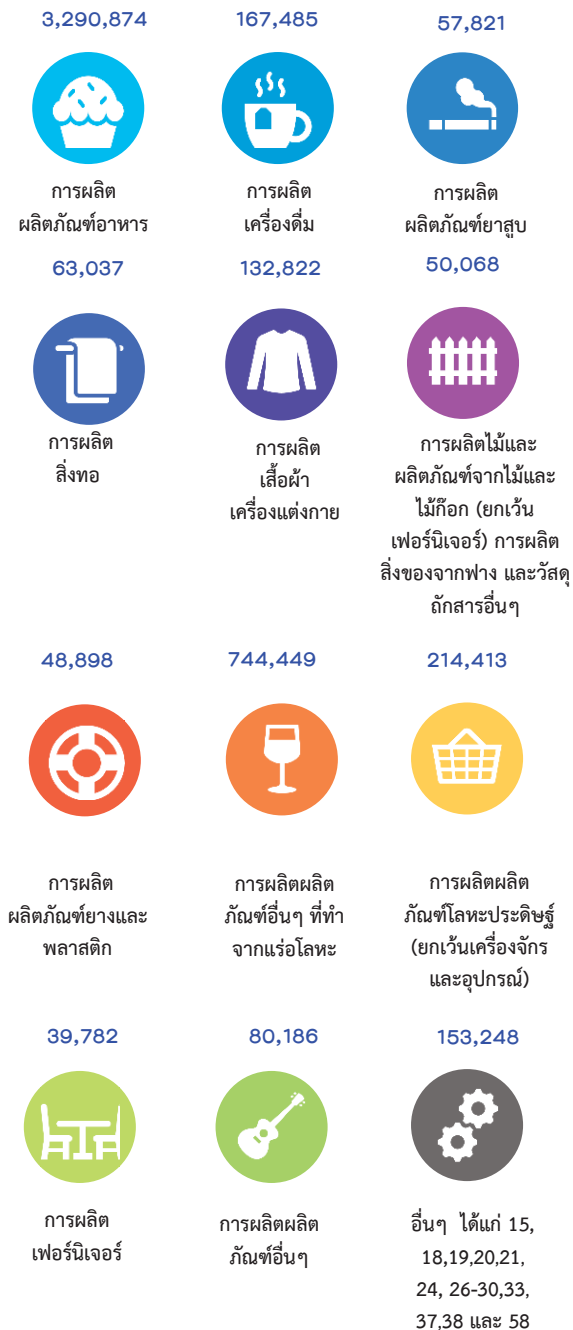 3,290,874
167,485
57,821
การผลิต
ผลิตภัณฑ์อาหาร
การผลิต
เครื่องดื่ม
การผลิต
ผลิตภัณฑ์ยาสูบ
63,037
132,822
50,068
การผลิต
สิ่งทอ
การผลิต
เสื้อผ้า
เครื่องแต่งกาย
การผลิตไม้และ
ผลิตภัณฑ์จากไม้และ
ไม้ก๊อก (ยกเว้น
เฟอร์นิเจอร์) การผลิต
สิ่งของจากฟาง และวัสดุ
ถักสารอื่นๆ
48,898
744,449
214,413
การผลิต
ผลิตภัณฑ์ยางและ
พลาสติก
การผลิตผลิต
ภัณฑ์อื่นๆ ที่ทำ
จากแร่อโลหะ
การผลิตผลิต
ภัณฑ์โลหะประดิษฐ์
(ยกเว้นเครื่องจักร
และอุปกรณ์)
39,782
80,186
153,248
การผลิต
เฟอร์นิเจอร์
การผลิตผลิต
ภัณฑ์อื่นๆ
อื่นๆ ได้แก่ 15,
18,19,20,21,
24, 26-30,33,
37,38 และ 58